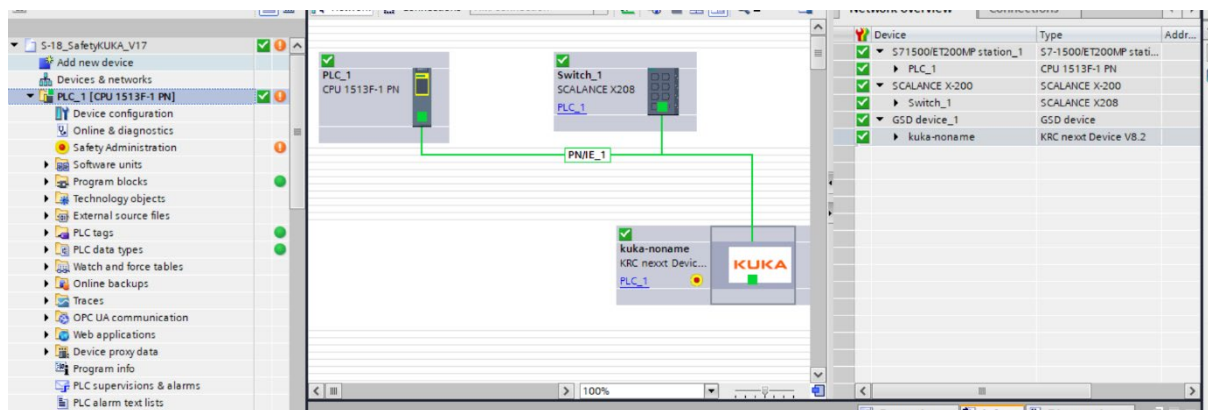 Network overview
Connections
S-18_SafetyKUKA_V17
Add new device
Devices & networks
PLC_1 [CPU 1513F-1 PN]
Device configuration
Online & diagnostics
Safety Administration
Software units
Program blocks
Technology objects
External source files
PLC tags
PLC data types
Watch and force tables
Online backups
Traces
OPC UA communication
Web applications
Device proxy data
Program info
PLC supervisions & alarms
PLC alarm text lists
PLC_1
CPU 1513F-1 PN
Switch_1
SCALANCE X208
PLC_1
PN/IE_1
kuka-noname
KRC nexxt Devic...
PLC_1
KUKA
100%
Device Type Addr...
S71500/ET200MP station_1 S7-1500/ET200MP stati...
PLC_1 CPU 1513F-1 PN
SCALANCE X-200 SCALANCE X-200
Switch_1 SCALANCE X208
GSD device_1 GSD device
kuka-noname KRC nexxt Device V8.2